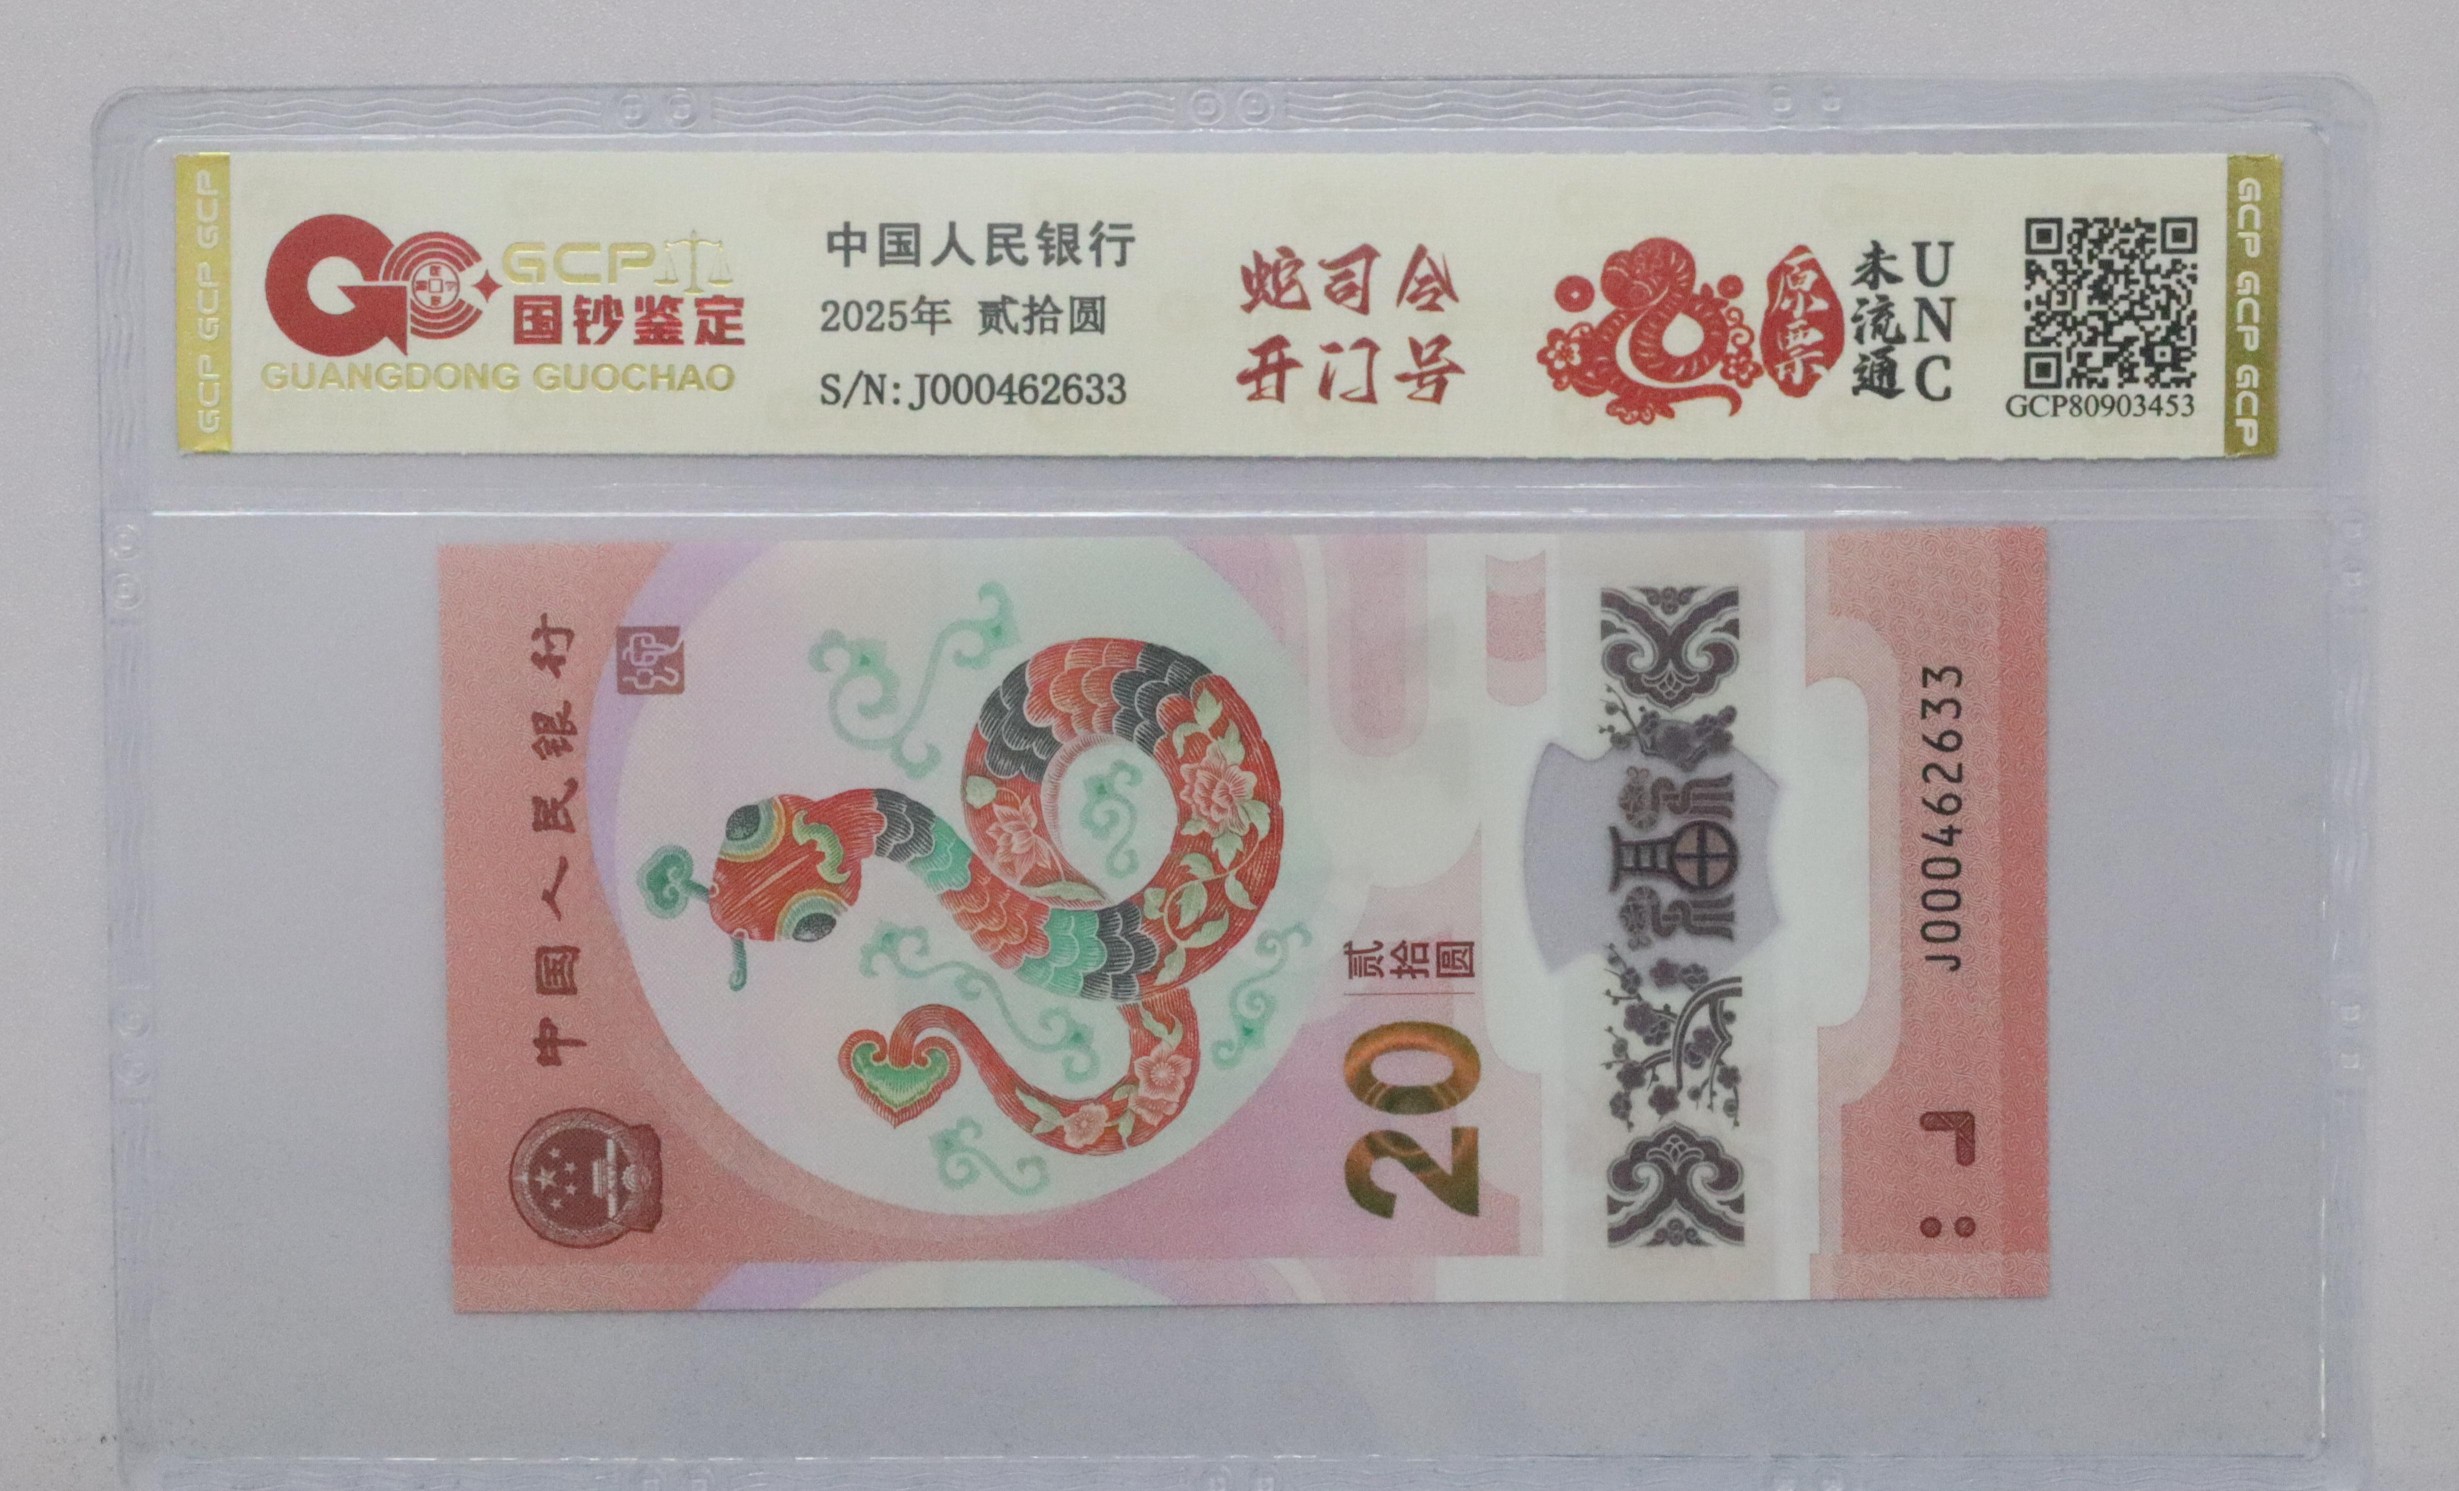 GCP GCP GCP
GCP
国钞鉴定
GUANGDONG GUOCHAO
中国人民银行
2025年 贰拾圆
S/N:J000462633
蛇司令
开门号
原票
未流通
UNC
GCP80903453
GCP GCP GCP
中国人民银行
蛇
20
贰拾圆
福
J000462633